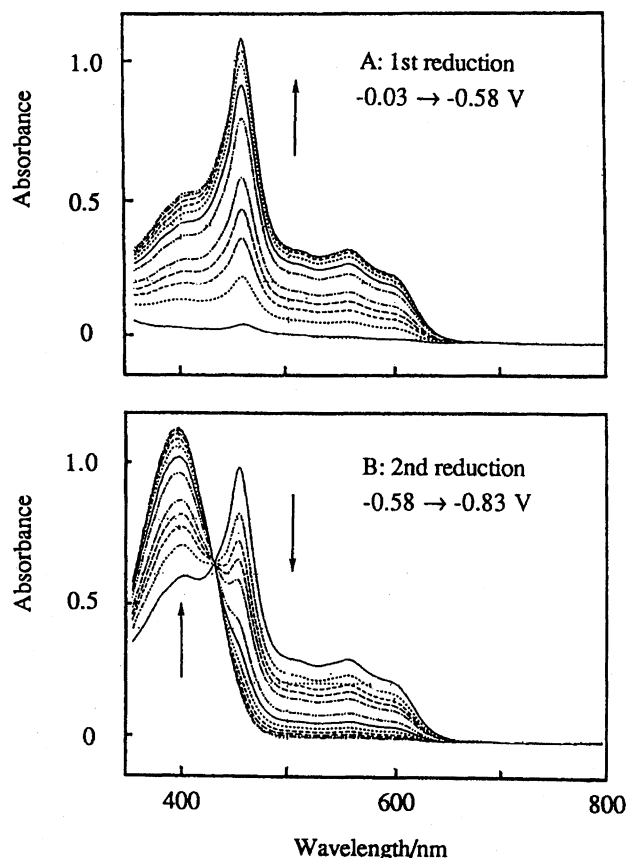 A: 1st reduction
-0.03 → -0.58 V
Absorbance
1.0
0.5
0
B: 2nd reduction
-0.58 → -0.83 V
Absorbance
1.0
0.5
0
400
600
800
Wavelength/nm